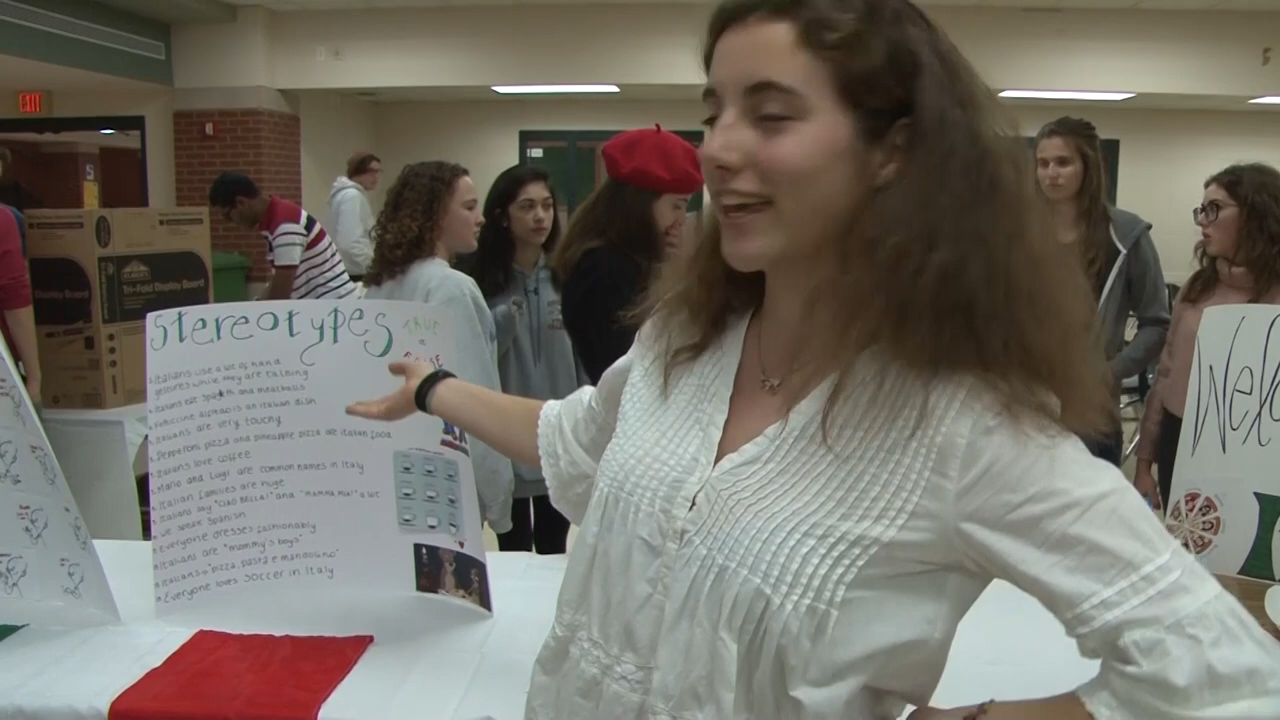 EXIT
Display Board
Tri-Fold Display Board
Stereotypes
TRUE
Italians use a lot of hand
gestures while they are talking
Italians eat Spaghetti and meatballs
Fettuccine alfredo is an Italian dish
Italians are very touchy
Pepperoni pizza and pineapple pizza are italian food
Italians love coffee
Mario and Luigi are common names in Italy
Italian families are huge
Italians say "CIAO BELLA!" and "MAMMA MIA!" a lot
we speak Spanish
Everyone dresses fashionably
Italians are "mommy's boys"
Italians → "pizza, pasta e mandolino"
Everyone loves soccer in Italy
Welc